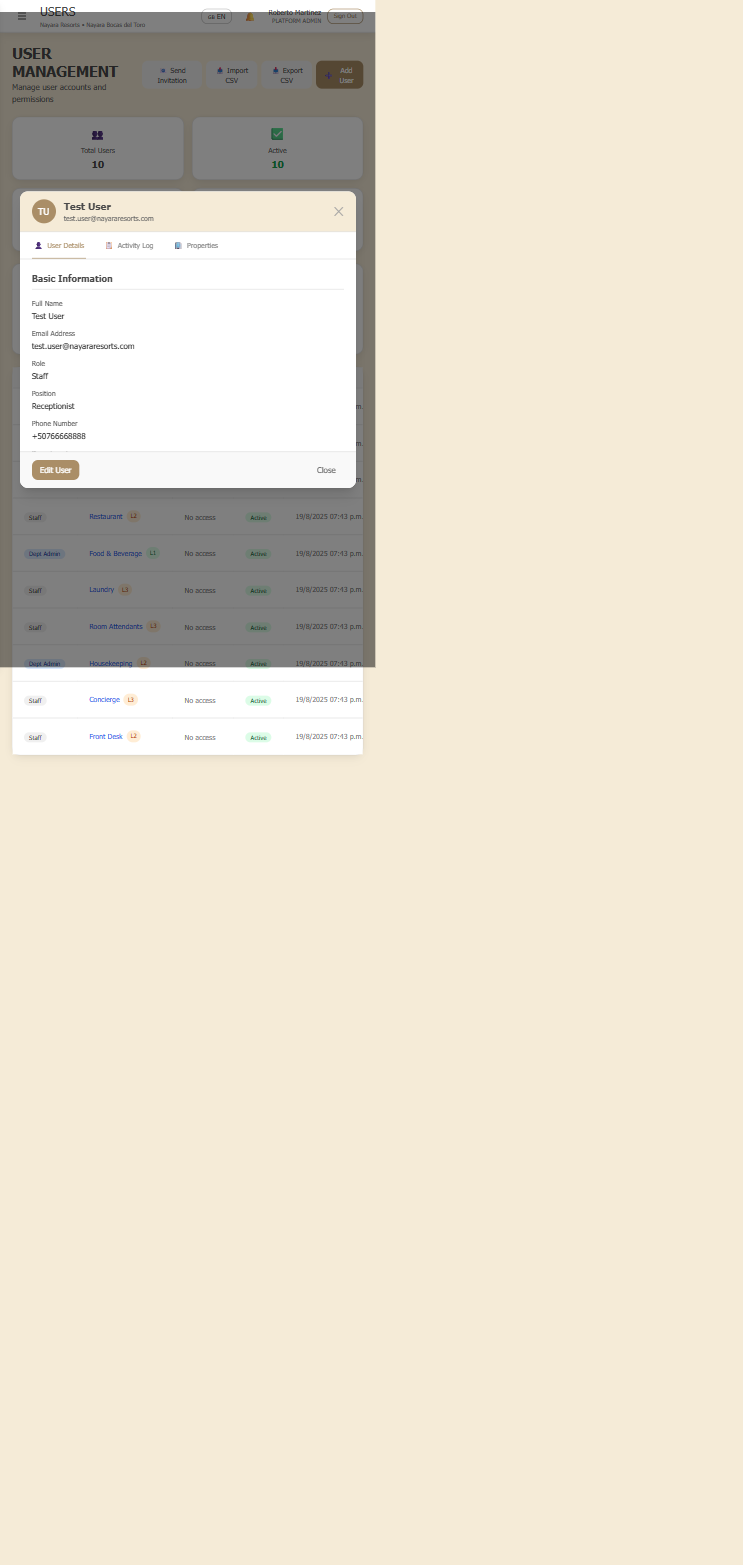 USERS
Nayara Resorts • Nayara Bocas del Toro
GB EN
Roberto Martinez
PLATFORM ADMIN
Sign Out
USER MANAGEMENT
Manage user accounts and permissions
Send Invitation
Import CSV
Export CSV
Add User
Total Users
10
Active
10
TU
Test User
test.user@nayararesorts.com
User Details
Activity Log
Properties
Basic Information
Full Name
Test User
Email Address
test.user@nayararesorts.com
Role
Staff
Position
Receptionist
Phone Number
+50766668888
Edit User
Close
m.
m.
m.
Staff Restaurant L2 No access Active 19/8/2025 07:43 p.m.
Dept Admin Food & Beverage L1 No access Active 19/8/2025 07:43 p.m.
Staff Laundry L3 No access Active 19/8/2025 07:43 p.m.
Staff Room Attendants L3 No access Active 19/8/2025 07:43 p.m.
Dept Admin Housekeeping L2 No access Active 19/8/2025 07:43 p.m.
Staff Concierge L3 No access Active 19/8/2025 07:43 p.m.
Staff Front Desk L2 No access Active 19/8/2025 07:43 p.m.